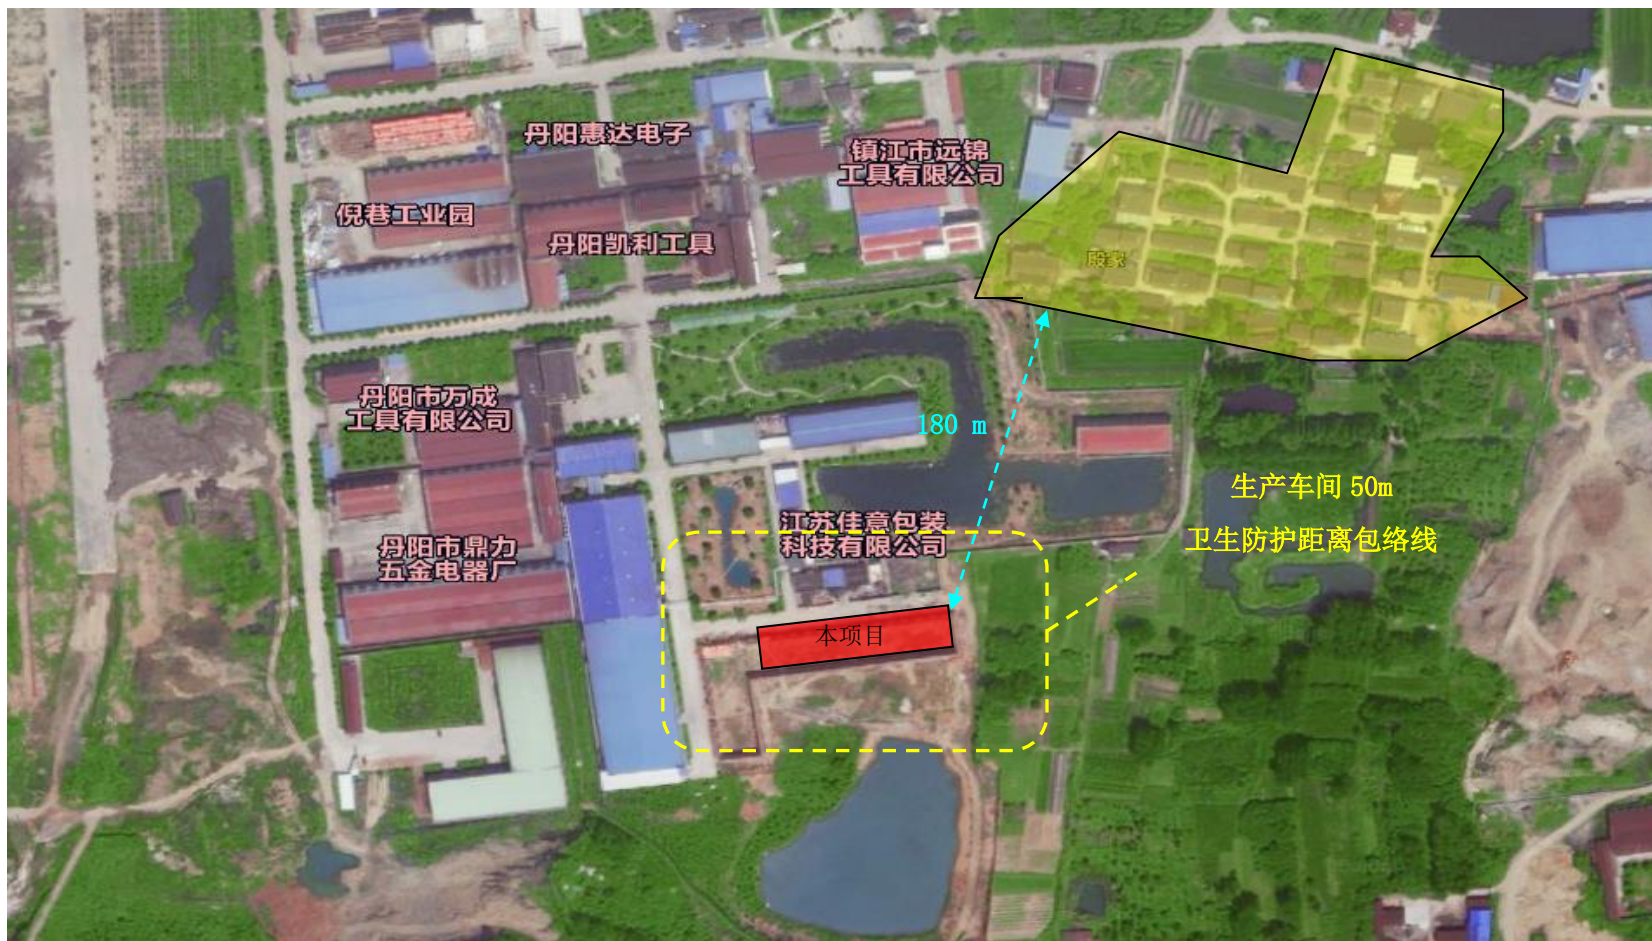 丹阳惠达电子
镇江市远锦
工具有限公司
倪巷工业园
丹阳凯利工具
殷家
丹阳市万成
工具有限公司
180 m
生产车间 50m
卫生防护距离包络线
江苏佳意包装
科技有限公司
丹阳市鼎力
五金电器厂
本项目